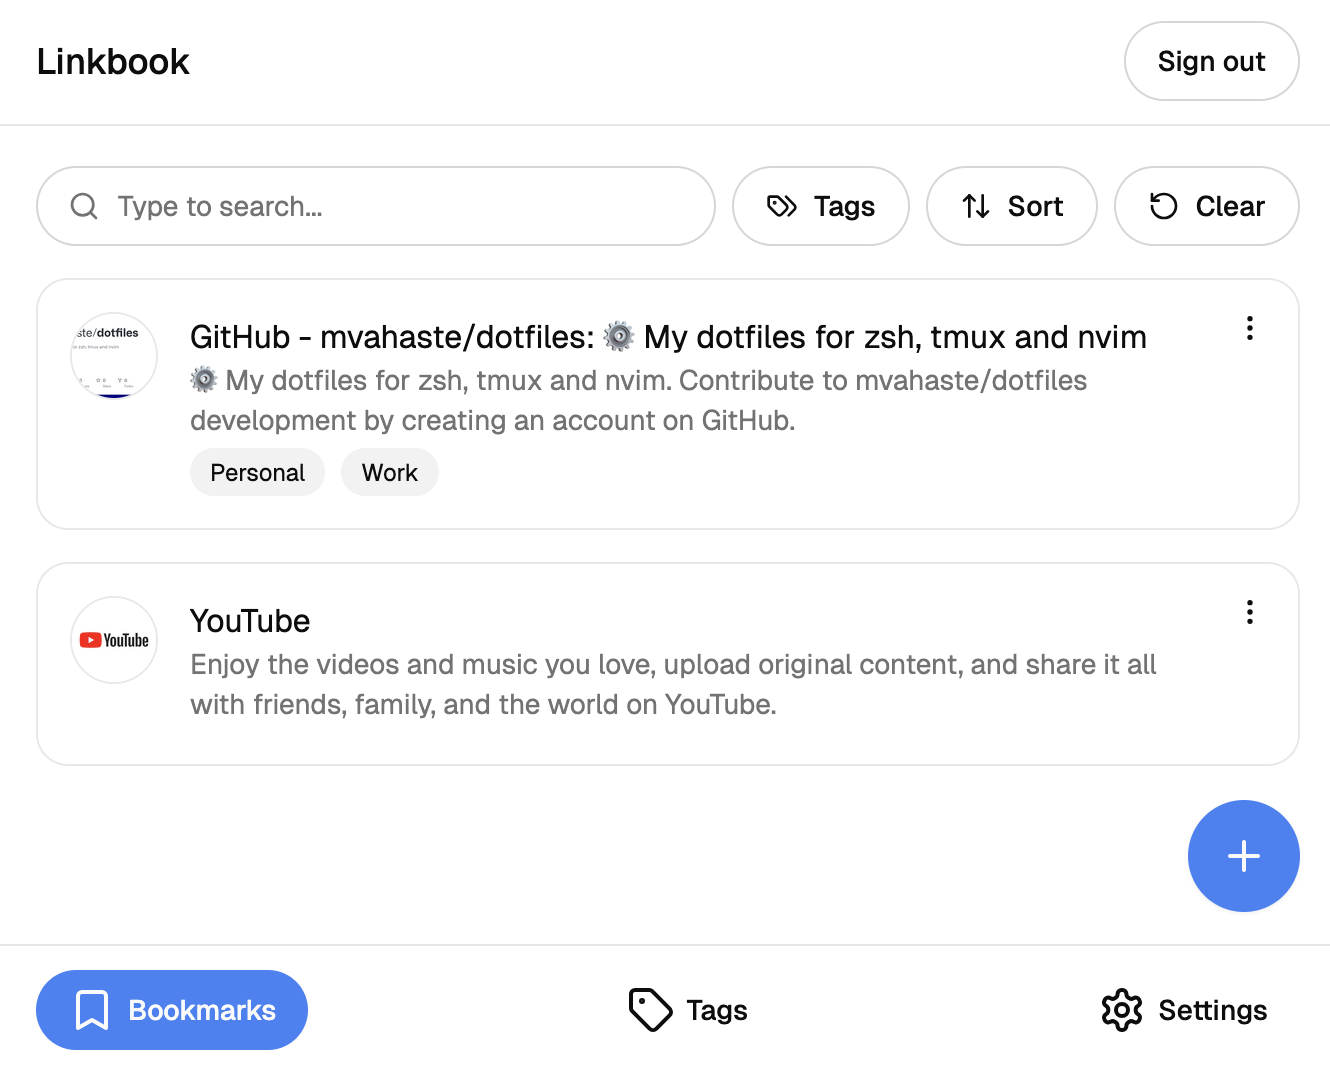 Linkbook
Sign out
Type to search...
Tags
Sort
Clear
ste/dotfiles
GitHub - mvahaste/dotfiles: ⚙️ My dotfiles for zsh, tmux and nvim
⚙️ My dotfiles for zsh, tmux and nvim. Contribute to mvahaste/dotfiles
development by creating an account on GitHub.
Personal
Work
YouTube
YouTube
Enjoy the videos and music you love, upload original content, and share it all
with friends, family, and the world on YouTube.
Bookmarks
Tags
Settings